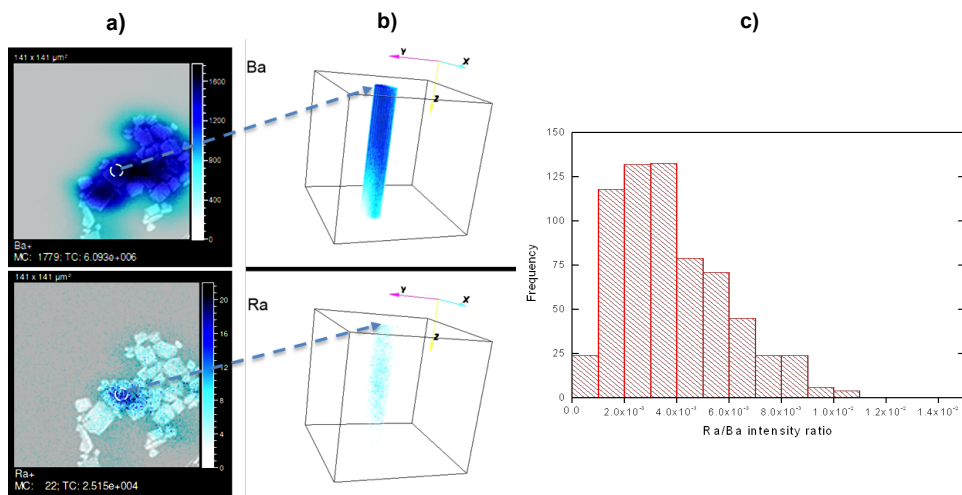 a)
b)
c)
141 x 141 µm²
1600
1200
800
400
0
Ba+
MC: 1779; TC: 6.093e+006
Ba
Y
X
Z
141 x 141 µm²
20
16
12
8
4
0
Ra+
MC: 22; TC: 2.515e+004
Ra
Y
X
Z
150
125
100
75
50
25
0
Frequency
0.0 2.0x10⁻³ 4.0x10⁻³ 6.0x10⁻³ 8.0x10⁻³ 1.0x10⁻² 1.2x10⁻² 1.4x10⁻²
Ra/Ba intensity ratio